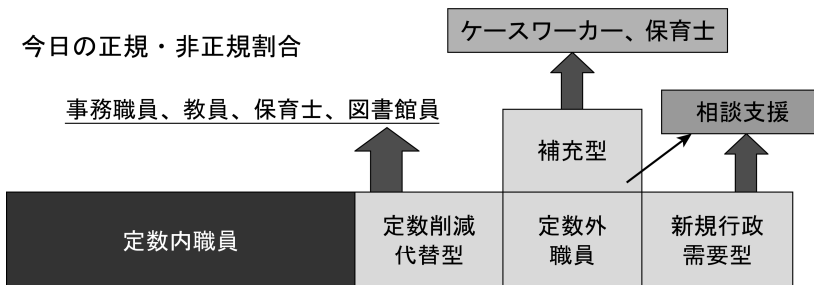 ケースワーカー、保育士
今日の正規・非正規割合
事務職員、教員、保育士、図書館員
相談支援
補充型
定数内職員
定数削減
代替型
定数外
職員
新規行政
需要型